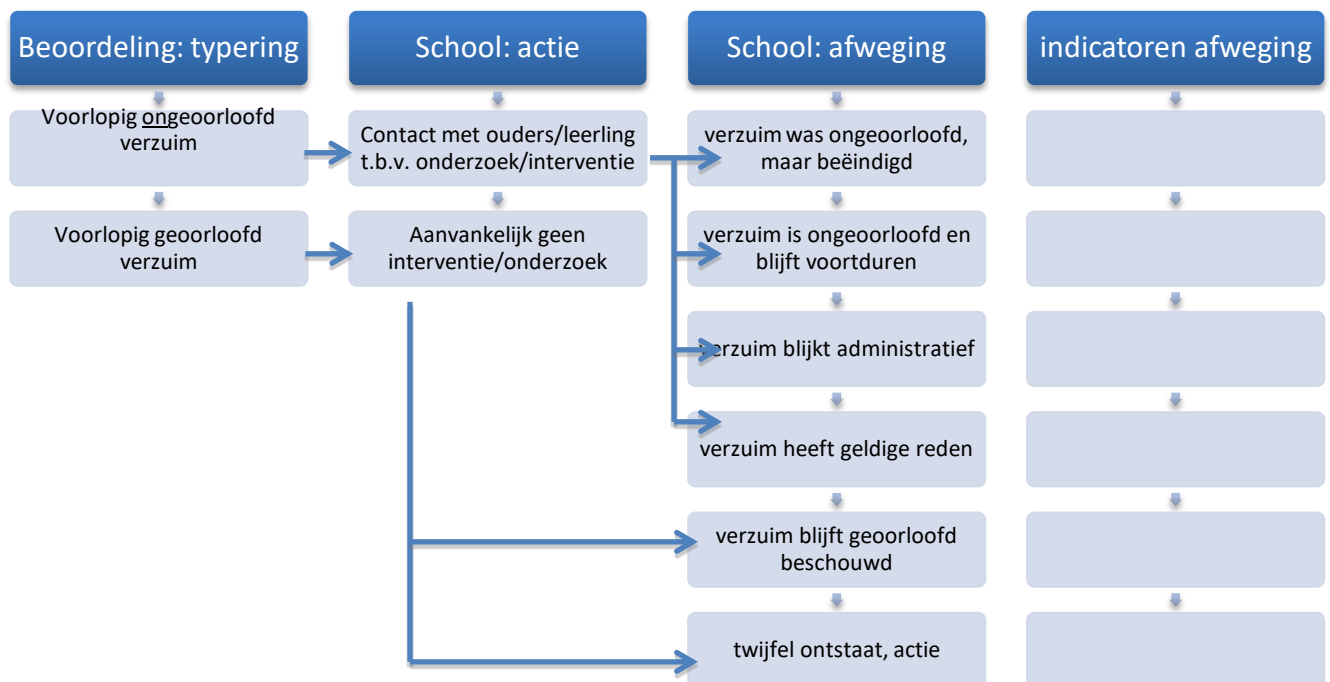 Beoordeling: typering
School: actie
School: afweging
indicatoren afweging
Voorlopig ongeoorloofd
verzuim
Contact met ouders/leerling
t.b.v. onderzoek/interventie
verzuim was ongeoorloofd,
maar beëindigd
Voorlopig geoorloofd
verzuim
Aanvankelijk geen
interventie/onderzoek
verzuim is ongeoorloofd en
blijft voortduren
verzuim blijkt administratief
verzuim heeft geldige reden
verzuim blijft geoorloofd
beschouwd
twijfel ontstaat, actie